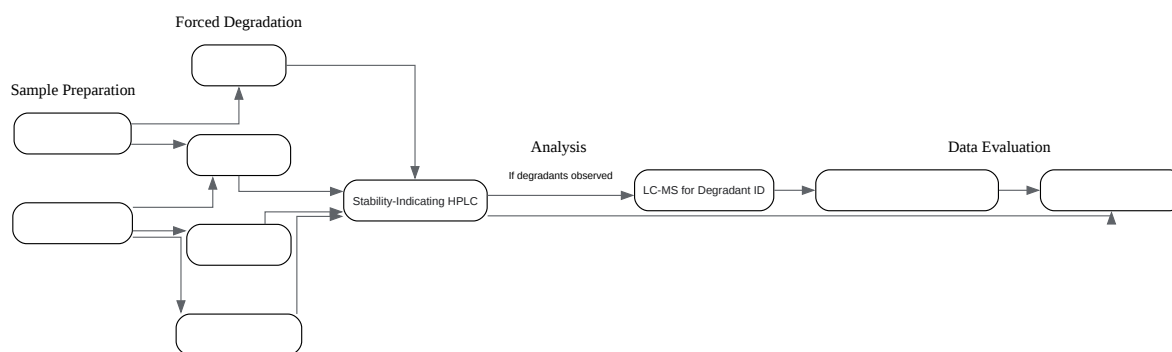 Forced Degradation
Sample Preparation
Analysis
Data Evaluation
If degradants observed
LC-MS for Degradant ID
Stability-Indicating HPLC